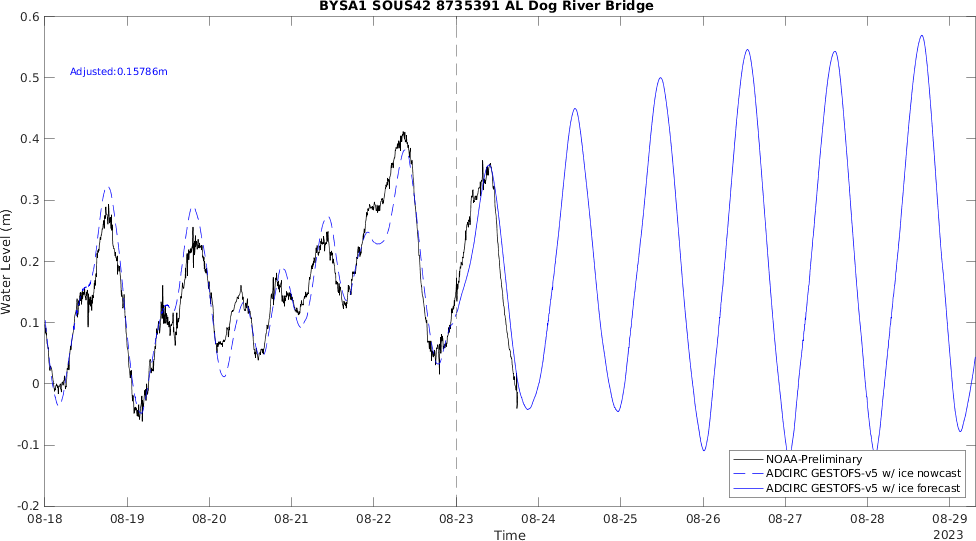 BYSA1 SOUS42 8735391 AL Dog River Bridge
Adjusted:0.15786m
Water Level (m)
0.6
0.5
0.4
0.3
0.2
0.1
0
-0.1
-0.2
NOAA-Preliminary
ADCIRC GESTOFS-v5 w/ ice nowcast
ADCIRC GESTOFS-v5 w/ ice forecast
08-18 08-19 08-20 08-21 08-22 08-23 08-24 08-25 08-26 08-27 08-28 08-29
Time
2023